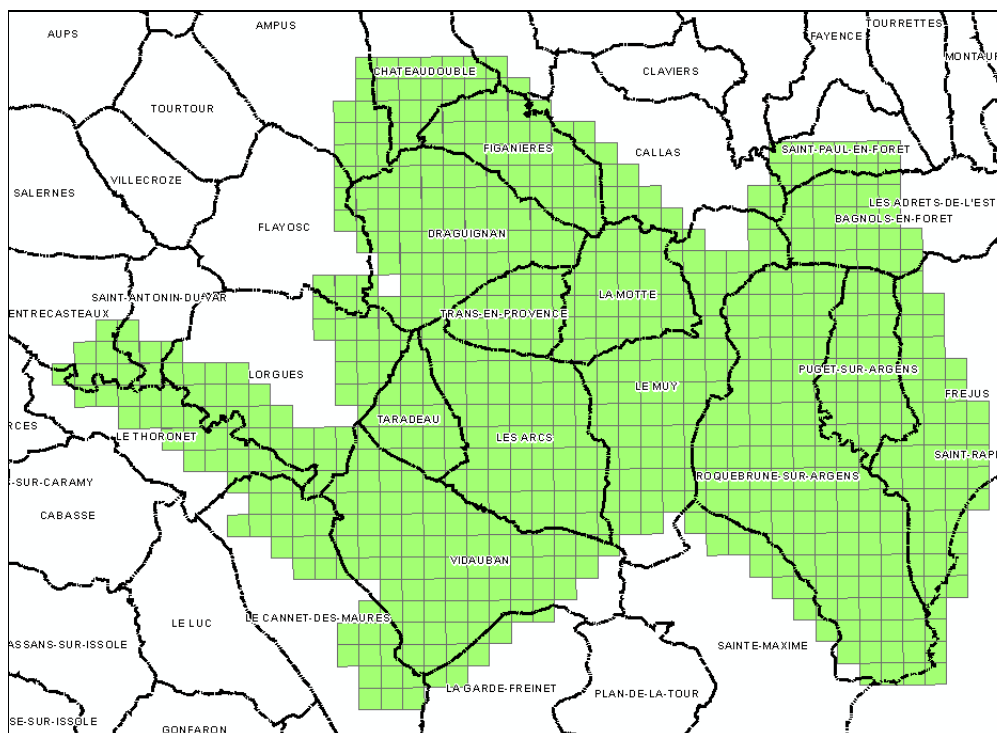 AMPUS
TOURRETTES
AUPS
FAYENCE
MONTAUR
CHATEAUDOUBLE
CLAVIERS
TOURTOUR
FIGANIERES
CALLAS
SAINT-PAUL-EN-FORET
VILLECROZE
SALERNES
LES ADRETS-DE-L'EST
BAGNOLS-EN-FORET
FLAYOSC
DRAGUIGNAN
SAINT-ANTONIN-DU-VAR
LA MOTTE
ENTRECASTEAUX
TRANS-EN-PROVENCE
PUGET-SUR-ARGENS
LORGUES
LE MUY
FREJUS
TARADEAU
RCES
LE THORONET
LES ARCS
SAINT-RAPH
ROQUEBRUNE-SUR-ARGENS
-SUR-CARAMY
CABASSE
VIDAUBAN
LE LUC
LE CANNET-DES-MAURES
ASSANS-SUR-ISSOLE
SAINTE-MAXIME
LA GARDE-FREINET
PLAN-DE-LA-TOUR
SE-SUR-ISSOLE
GONFARON